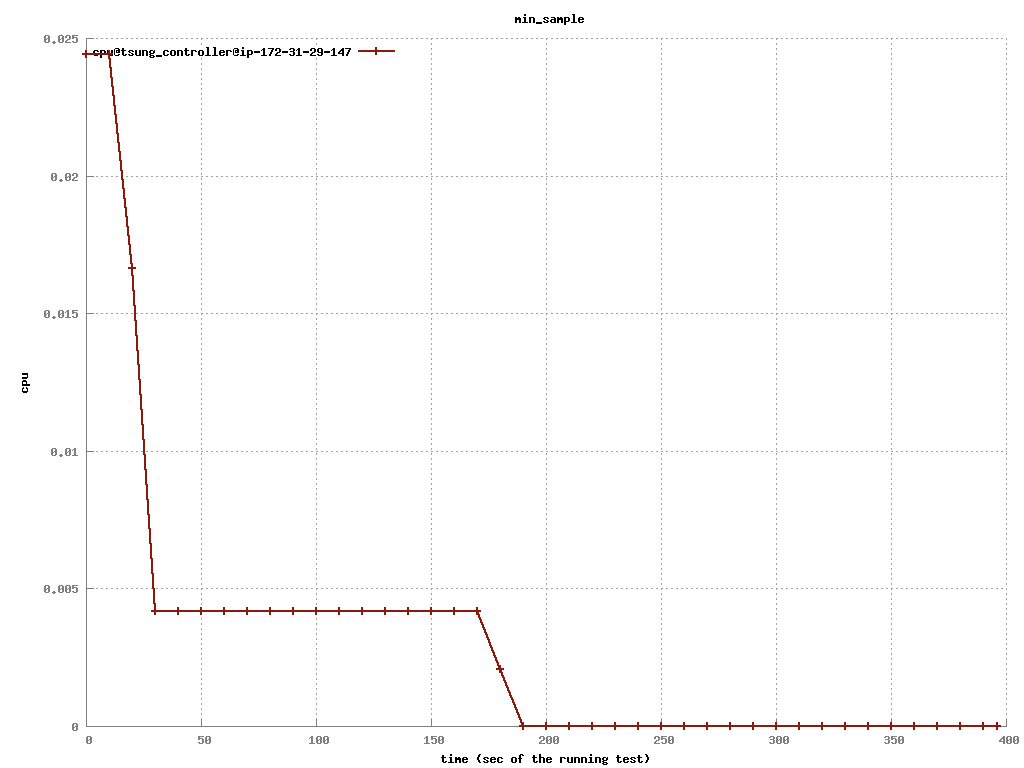 min_sample
0.025
cpu@tsung_controller@ip-172-31-29-147
0.02
0.015
cpu
0.01
0.005
0
0 50 100 150 200 250 300 350 400
time (sec of the running test)